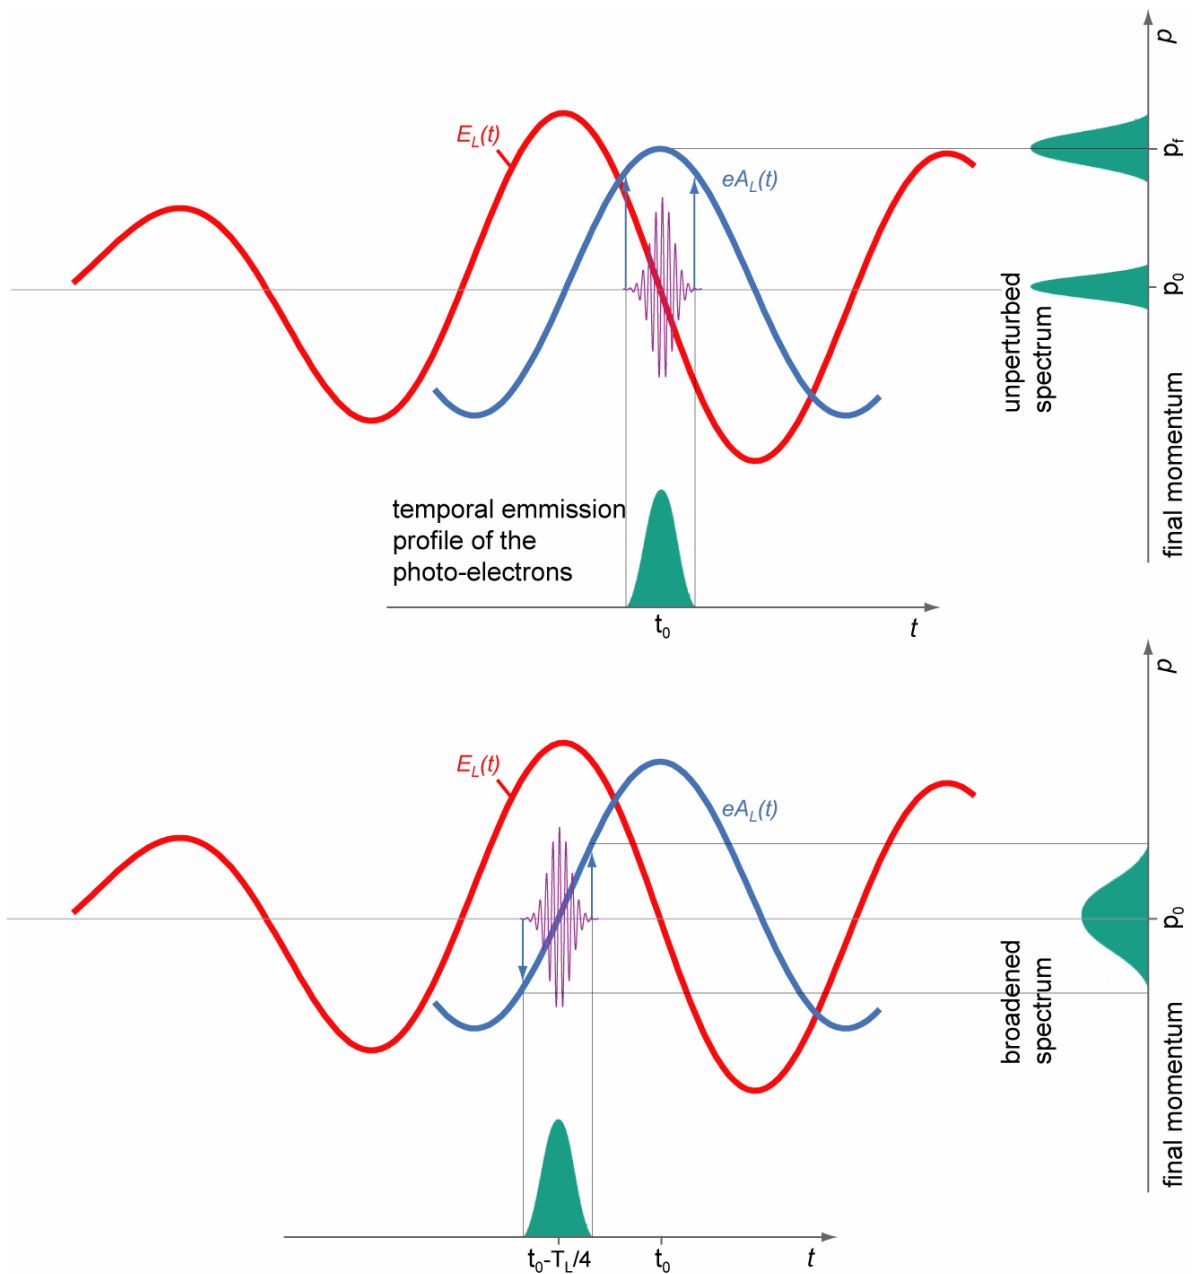 p
E_L(t)
eA_L(t)
p_f
p_0
unperturbed
spectrum
final momentum
temporal emmission
profile of the
photo-electrons
t_0
t
p
E_L(t)
eA_L(t)
p_0
broadened
spectrum
final momentum
t_0-T_L/4
t_0
t